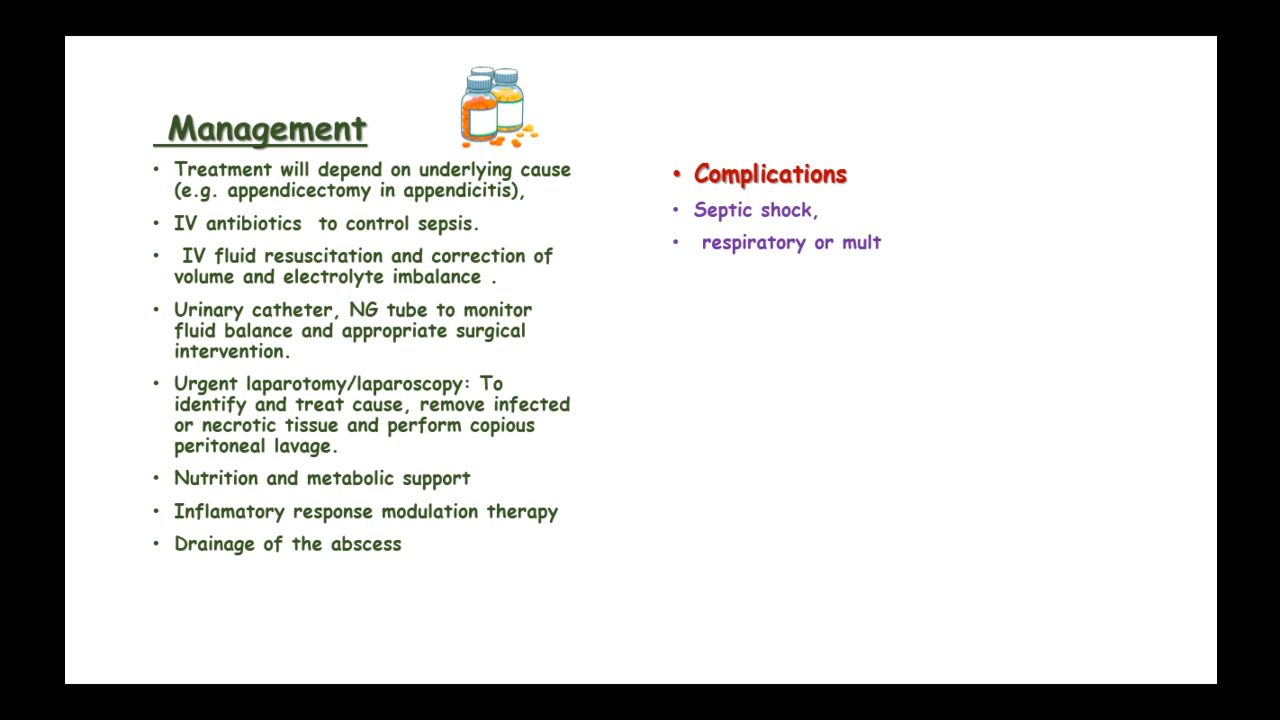 Management
• Treatment will depend on underlying cause
(e.g. appendicectomy in appendicitis),
• IV antibiotics to control sepsis.
• IV fluid resuscitation and correction of
volume and electrolyte imbalance .
• Urinary catheter, NG tube to monitor
fluid balance and appropriate surgical
intervention.
• Urgent laparotomy/laparoscopy: To
identify and treat cause, remove infected
or necrotic tissue and perform copious
peritoneal lavage.
• Nutrition and metabolic support
• Inflamatory response modulation therapy
• Drainage of the abscess
• Complications
• Septic shock,
• respiratory or mult